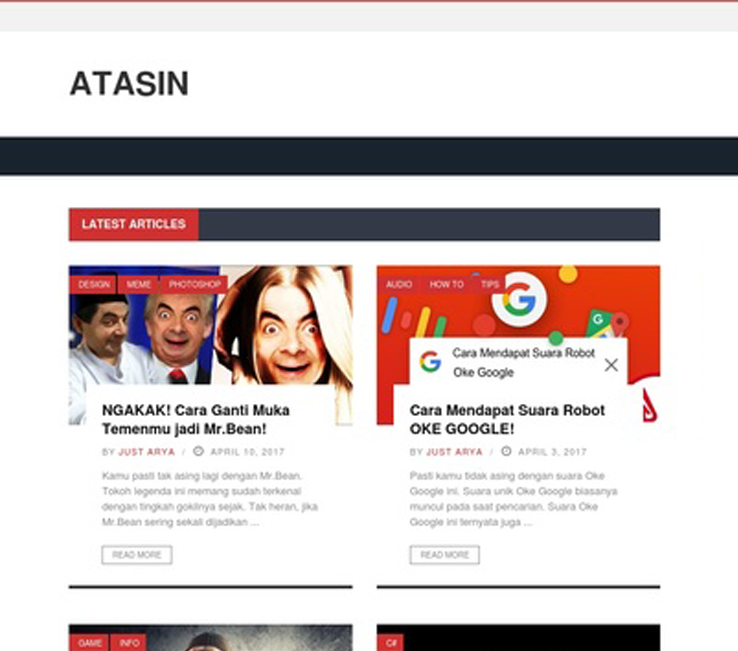 ATASIN
LATEST ARTICLES
DESIGN MEME PHOTOSHOP
NGAKAK! Cara Ganti Muka
Temenmu jadi Mr.Bean!
BY JUST ARYA / APRIL 10, 2017
Kamu pasti tak asing lagi dengan Mr.Bean.
Tokoh legenda ini memang sudah terkenal
dengan tingkah gokilnya sejak. Tak heran, jika
Mr.Bean sering sekali dijadikan ...
READ MORE
AUDIO HOW TO TIPS
G
G
G
Cara Mendapat Suara Robot
Oke Google
Cara Mendapat Suara Robot
OKE GOOGLE!
BY JUST ARYA / APRIL 3, 2017
Pasti kamu tidak asing dengan suara Oke
Google ini. Suara unik Oke Google biasanya
muncul pada saat pencarian. Suara Oke
Google ini ternyata juga ...
READ MORE
GAME INFO
C#